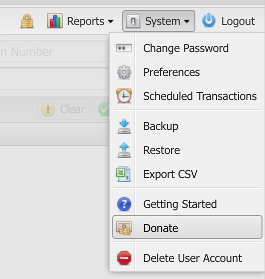 Reports System Logout
n Number
Change Password
Preferences
Scheduled Transactions
Clear
Backup
Restore
Export CSV
Getting Started
Donate
Delete User Account